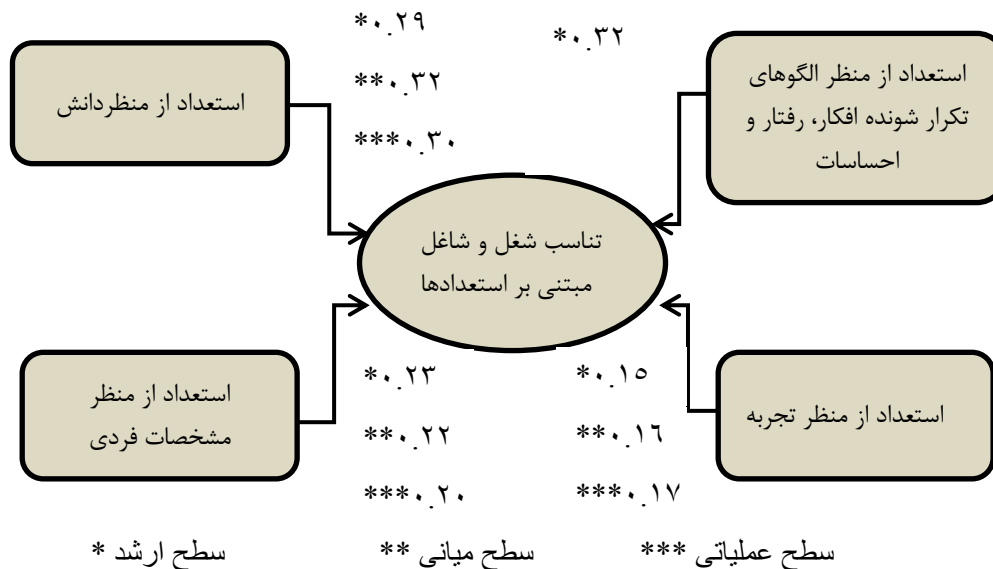 *۰.۲۹
**۰.۳۲
***۰.۳۰
*۰.۳۲
استعداد از منظر الگوهای
تکرار شونده افکار، رفتار و
احساسات
استعداد از منظردانش
تناسب شغل و شاغل
مبتنی بر استعدادها
استعداد از منظر تجربه
استعداد از منظر
مشخصات فردی
*۰.۲۳
**۰.۲۲
***۰.۲۰
*۰.۱۵
**۰.۱۶
***۰.۱۷
سطح عملیاتی ***
سطح میانی **
سطح ارشد *